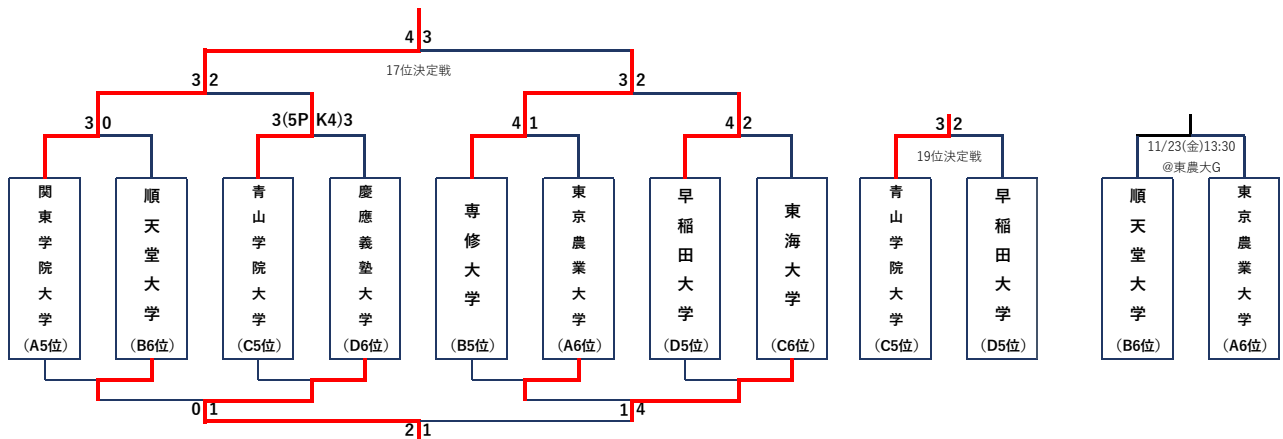 4 3
17位決定戦
3 2
3 2
3 0
3(5PK4)3
4 1
4 2
3 2
19位決定戦
11/23(金)13:30
@東農大G
関東学院大学
(A5位)
順天堂大学
(B6位)
青山学院大学
(C5位)
慶應義塾大学
(D6位)
専修大学
(B5位)
東京農業大学
(A6位)
早稲田大学
(D5位)
東海大学
(C6位)
青山学院大学
(C5位)
早稲田大学
(D5位)
順天堂大学
(B6位)
東京農業大学
(A6位)
0 1
1 4
2 1